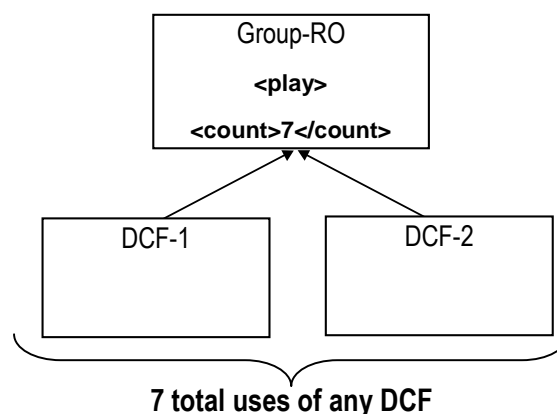 Group-RO
<play>
<count>7</count>
DCF-1
DCF-2
7 total uses of any DCF